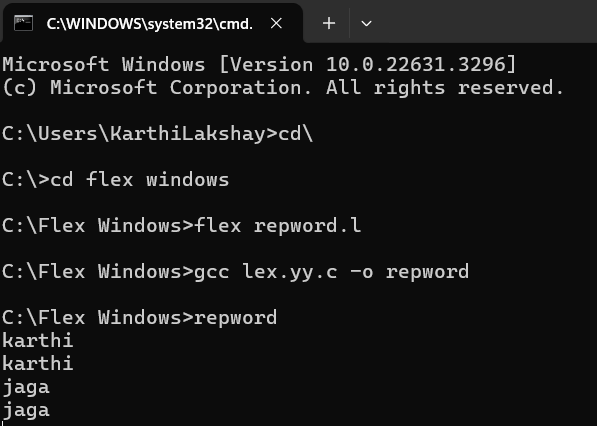 C:\WINDOWS\system32\cmd.
Microsoft Windows [Version 10.0.22631.3296]
(c) Microsoft Corporation. All rights reserved.
C:\Users\KarthiLakshay>cd\
C:\>cd flex windows
C:\Flex Windows>flex repword.l
C:\Flex Windows>gcc lex.yy.c -o repword
C:\Flex Windows>repword
karthi
karthi
jaga
jaga